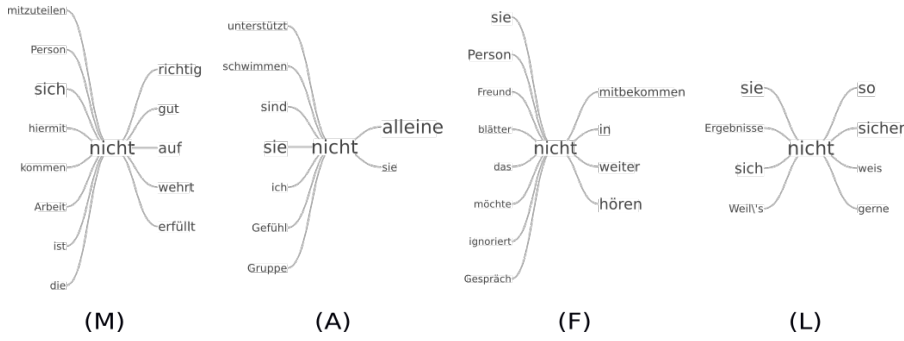 mitzuteilen
Person
sich
hiermit
kommen
Arbeit
ist
die
nicht
richtig
gut
auf
wehrt
erfüllt
(M)
unterstützt
schwimmen
sind
sie
ich
Gefühl
Gruppe
nicht
alleine
sie
(A)
sie
Person
Freund
blätter
das
möchte
ignoriert
Gespräch
nicht
mitbekommen
in
weiter
hören
(F)
sie
Ergebnisse
sich
Weil\'s
nicht
so
sicher
weis
gerne
(L)